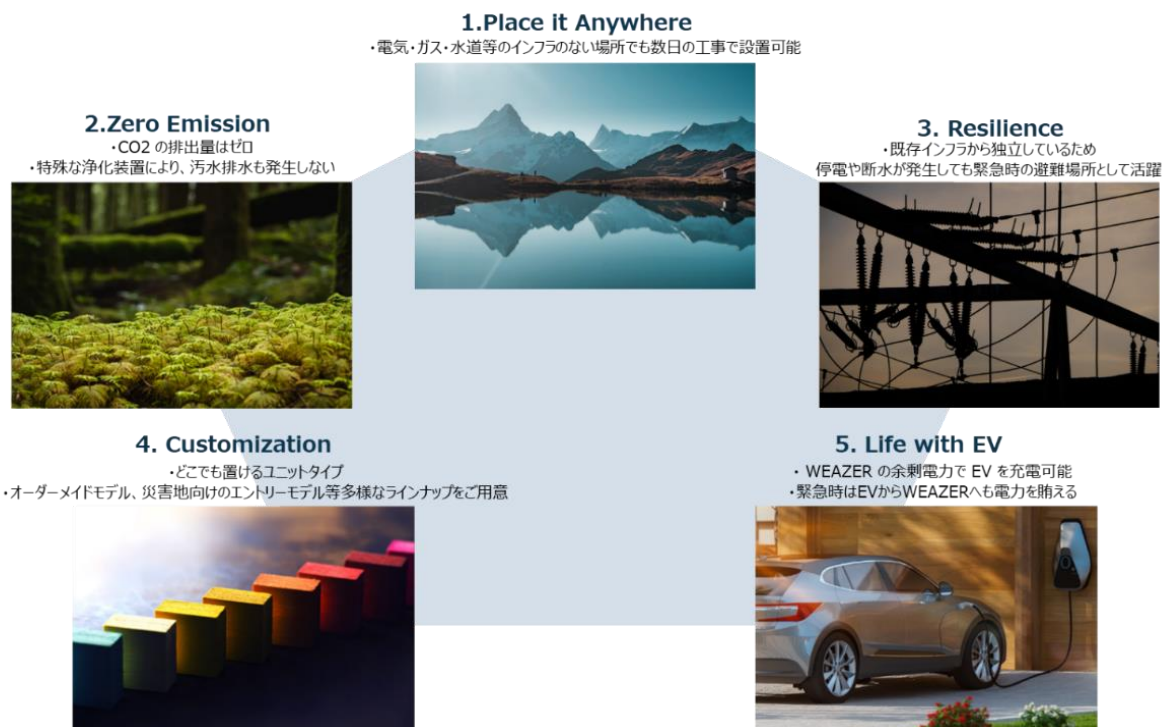 1.Place it Anywhere
・電気・ガス・水道等のインフラのない場所でも数日の工事で設置可能
2.Zero Emission
・CO2 の排出量はゼロ
・特殊な浄化装置により、汚水排水も発生しない
3. Resilience
・既存インフラから独立しているため
停電や断水が発生しても緊急時の避難場所として活躍
4. Customization
・どこでも置けるユニットタイプ
・オーダーメイドモデル、災害地向けのエントリーモデル等多様なラインナップをご用意
5. Life with EV
・ WEAZER の余剰電力で EV を充電可能
・緊急時はEVからWEAZERへも電力を賄える